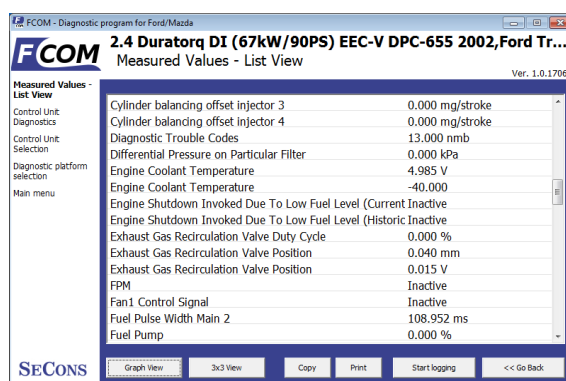 FCOM - Diagnostic program for Ford/Mazda
FCOM
2.4 Duratorq DI (67kW/90PS) EEC-V DPC-655 2002,Ford Tr...
Measured Values - List View
Ver. 1.0.1706
Measured Values -
List View
Control Unit
Diagnostics
Control Unit
Selection
Diagnostic platform
selection
Main menu
Cylinder balancing offset injector 3 0.000 mg/stroke
Cylinder balancing offset injector 4 0.000 mg/stroke
Diagnostic Trouble Codes 13.000 nmb
Differential Pressure on Particular Filter 0.000 kPa
Engine Coolant Temperature 4.985 V
Engine Coolant Temperature -40.000
Engine Shutdown Invoked Due To Low Fuel Level (Current Inactive
Engine Shutdown Invoked Due To Low Fuel Level (Historic Inactive
Exhaust Gas Recirculation Valve Duty Cycle 0.000 %
Exhaust Gas Recirculation Valve Position 0.040 mm
Exhaust Gas Recirculation Valve Position 0.015 V
FPM Inactive
Fan1 Control Signal Inactive
Fuel Pulse Width Main 2 108.952 ms
Fuel Pump 0.000 %
SECONS
Graph View 3x3 View Copy Print Start logging << Go Back